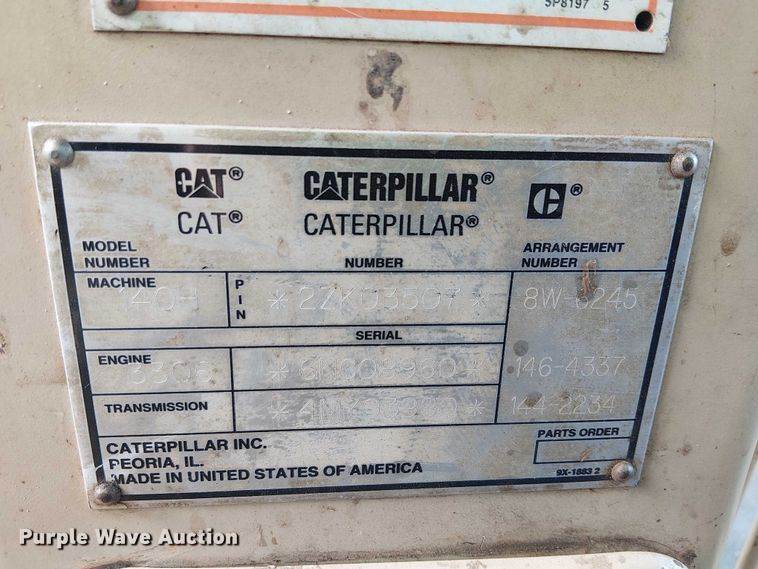 SP8197 5
CAT® CATERPILLAR® C®
CAT® CATERPILLAR®
MODEL NUMBER NUMBER ARRANGEMENT NUMBER
MACHINE 140H PIN *2ZK03507* 8W-5245
SERIAL
ENGINE 3306 146-4337
TRANSMISSION 144-2234
PARTS ORDER
CATERPILLAR INC.
PEORIA, IL.
MADE IN UNITED STATES OF AMERICA
9X-1883 2
Purple Wave Auction